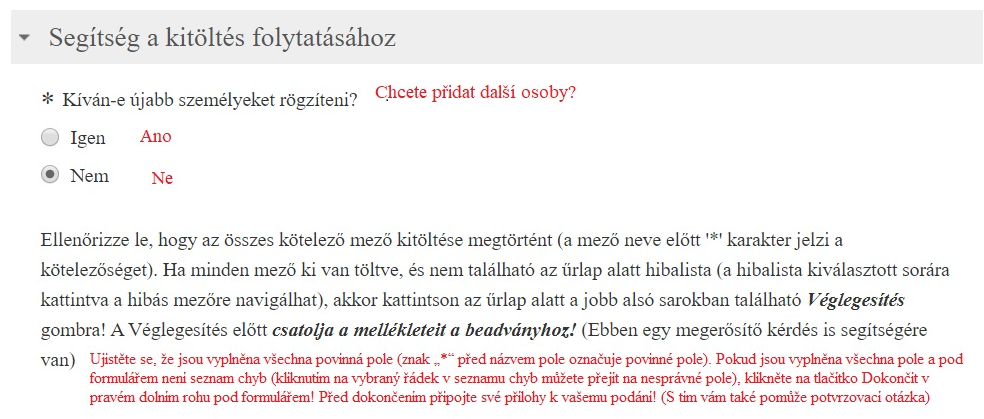 Segítség a kitöltés folytatásához
* Kíván-e újabb személyeket rögzíteni? Chcete přidat další osoby?
Igen Ano
Nem Ne
Ellenőrizze le, hogy az összes kötelező mező kitöltése megtörtént (a mező neve előtt '*' karakter jelzi a
kötelezőséget). Ha minden mező ki van töltve, és nem található az űrlap alatt hibalista (a hibalista kiválasztott sorára
kattintva a hibás mezőre navigálhat), akkor kattintson az űrlap alatt a jobb alsó sarokban található Véglegesítés
gombra! A Véglegesítés előtt csatolja a mellékleteit a beadványhoz! (Ebben egy megerősítő kérdés is segítségére
van) Ujistěte se, že jsou vyplněna všechna povinná pole (znak „*“ před názvem pole označuje povinné pole). Pokud jsou vyplněna všechna pole a pod
formulářem není seznam chyb (kliknutím na vybraný řádek v seznamu chyb můžete přejít na nesprávné pole), klikněte na tlačítko Dokončit v
pravém dolním rohu pod formulářem! Před dokončením připojte své přílohy k vašemu podání! (S tím vám také pomůže potvrzovací otázka)